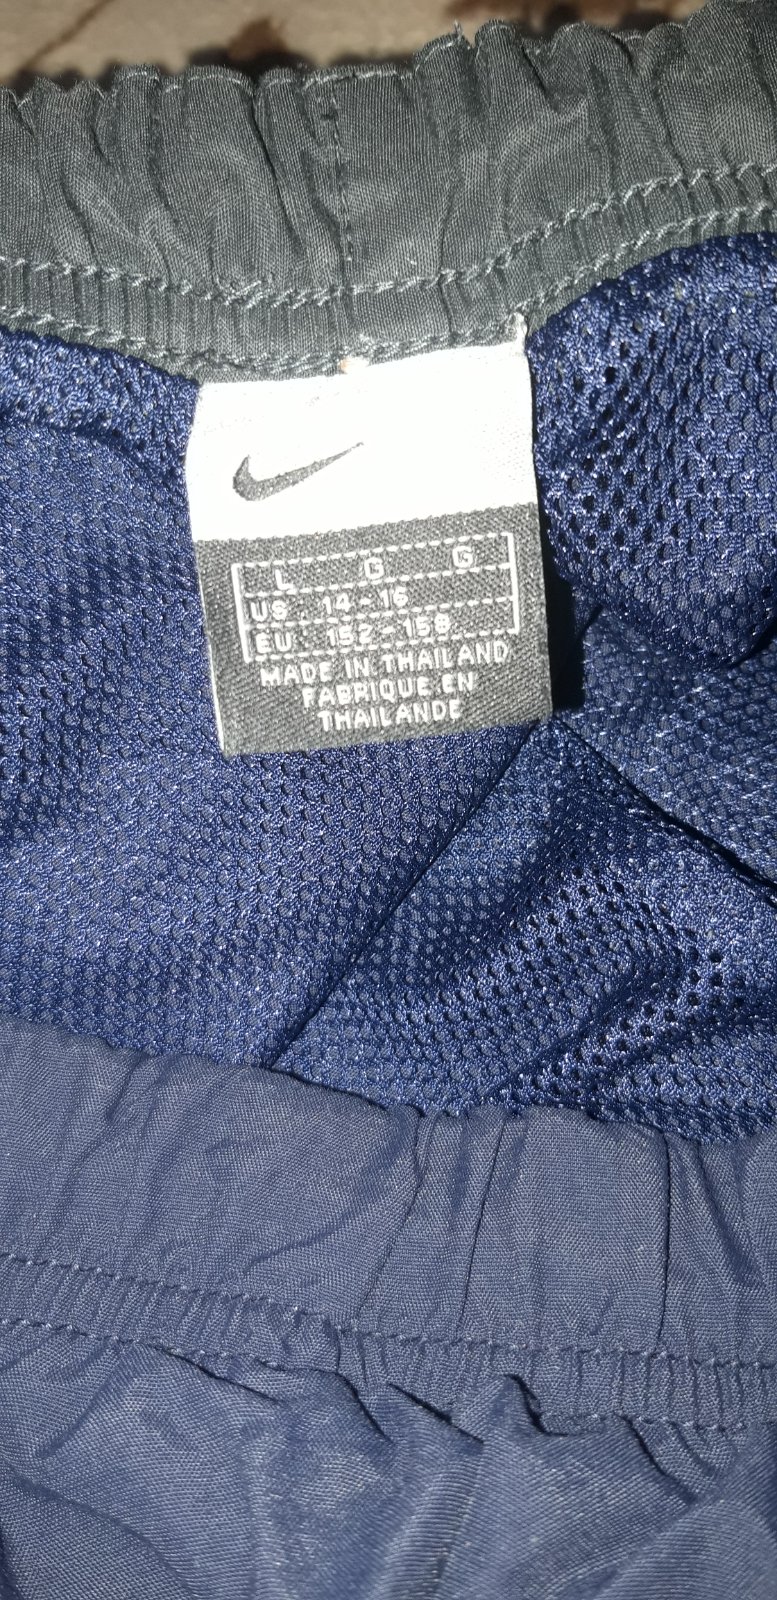 L G G
US 14-16
EU 152-158
MADE IN THAILAND
FABRIQUE EN
THAILANDE